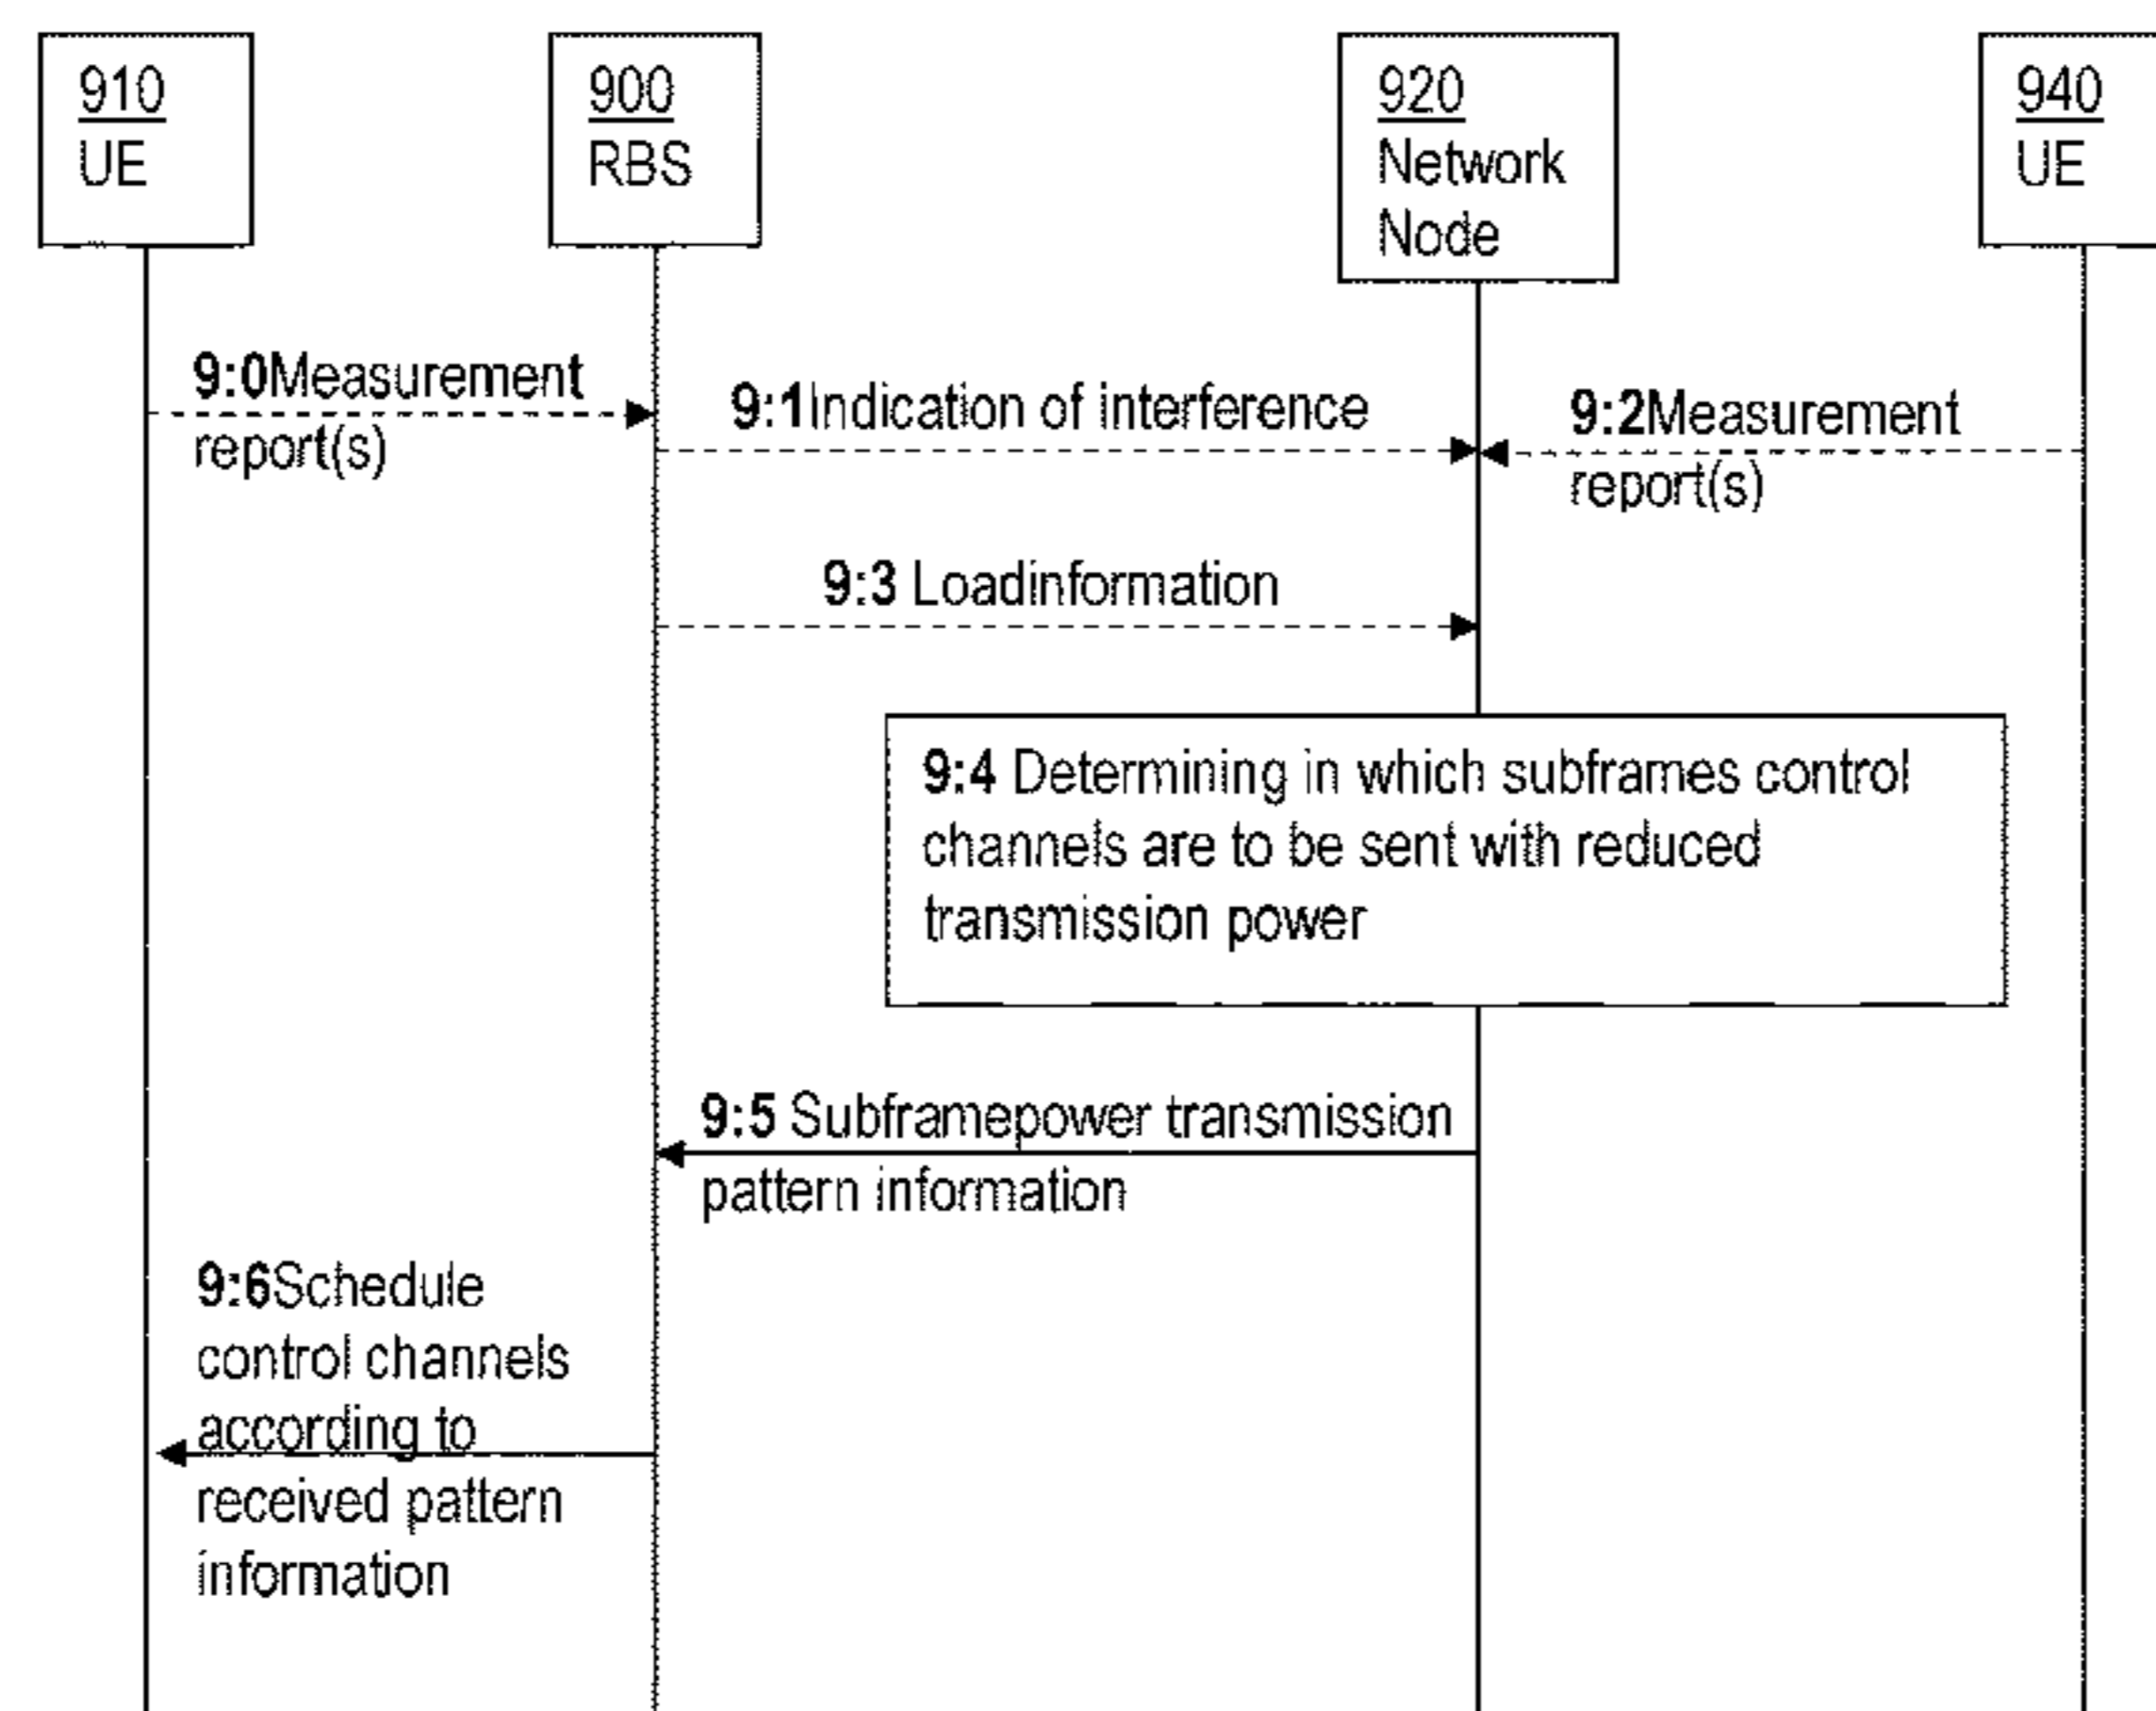 910
UE
900
RBS
920
Network
Node
940
UE
9:0Measurement
report(s)
9:1Indication of interference
9:2Measurement
report(s)
9:3 Loadinformation
9:4 Determining in which subframes control
channels are to be sent with reduced
transmission power
9:5 Subframepower transmission
pattern information
9:6Schedule
control channels
according to
received pattern
information